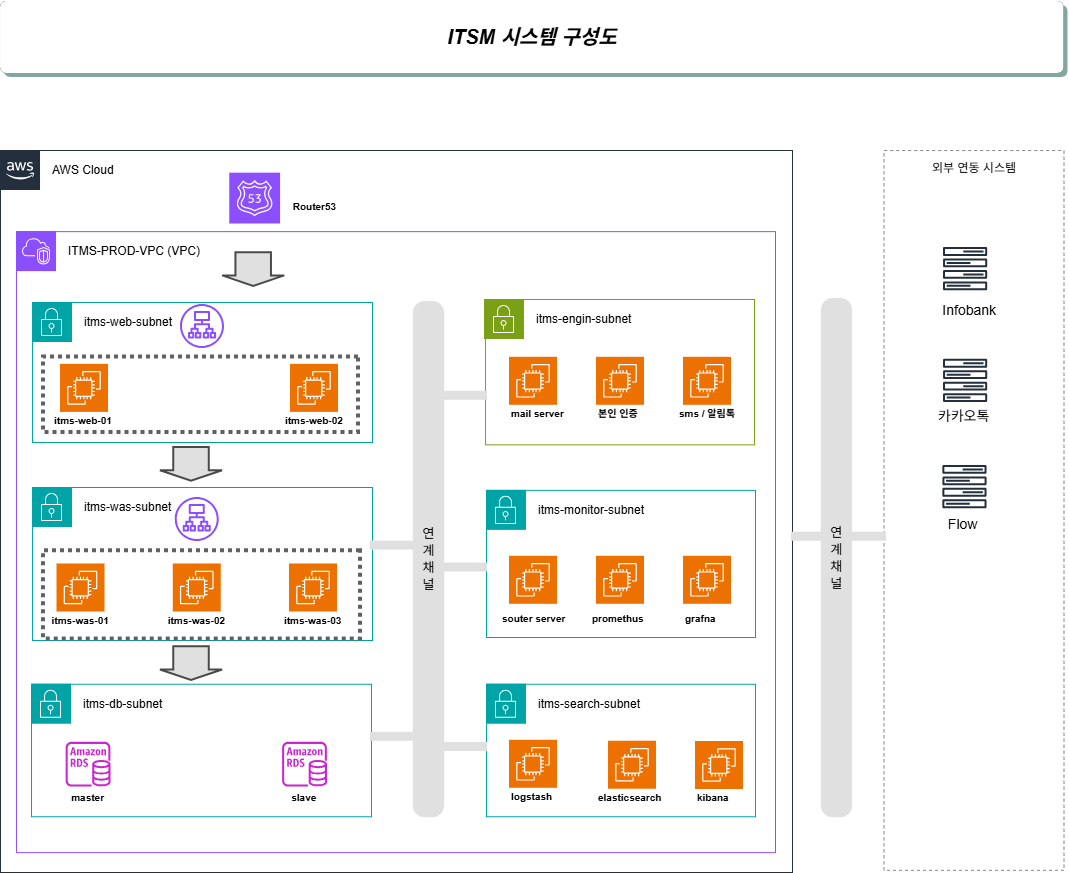 ITSM 시스템 구성도
aws
AWS Cloud
53
Router53
ITMS-PROD-VPC (VPC)
itms-web-subnet
itms-web-01
itms-web-02
itms-was-subnet
itms-was-01
itms-was-02
itms-was-03
itms-db-subnet
Amazon
RDS
master
Amazon
RDS
slave
연
계
채
널
itms-engin-subnet
mail server
본인 인증
sms / 알림톡
itms-monitor-subnet
souter server
promethus
grafna
itms-search-subnet
logstash
elasticsearch
kibana
연
계
채
널
외부 연동 시스템
Infobank
카카오톡
Flow